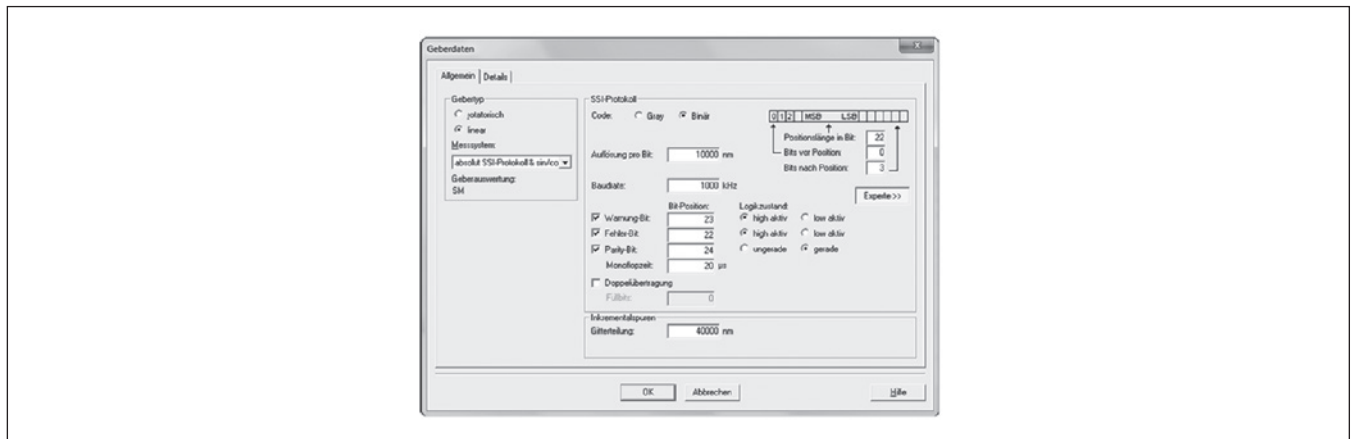 Geberdaten
Allgemein Details
Gebertyp
rotatorisch
linear
Messsystem:
absolut SSI-Protokoll & sin/co
Geberauswertung:
SM
SSI-Protokoll
Code: Gray Binär
0 1 2 MSB LSB
Positionslänge in Bit: 22
Bits vor Position: 0
Bits nach Position: 3
Auflösung pro Bit: 10000 nm
Baudrate: 1000 kHz
Experte >>
Bit-Position: Logikzustand:
Warnung-Bit: 23 high aktiv low aktiv
Fehler-Bit: 22 high aktiv low aktiv
Parity-Bit: 24 ungerade gerade
Monoflopzeit: 20 µs
Doppelübertragung
Füllbits: 0
Inkrementalspuren
Gitterteilung: 40000 nm
OK Abbrechen Hilfe